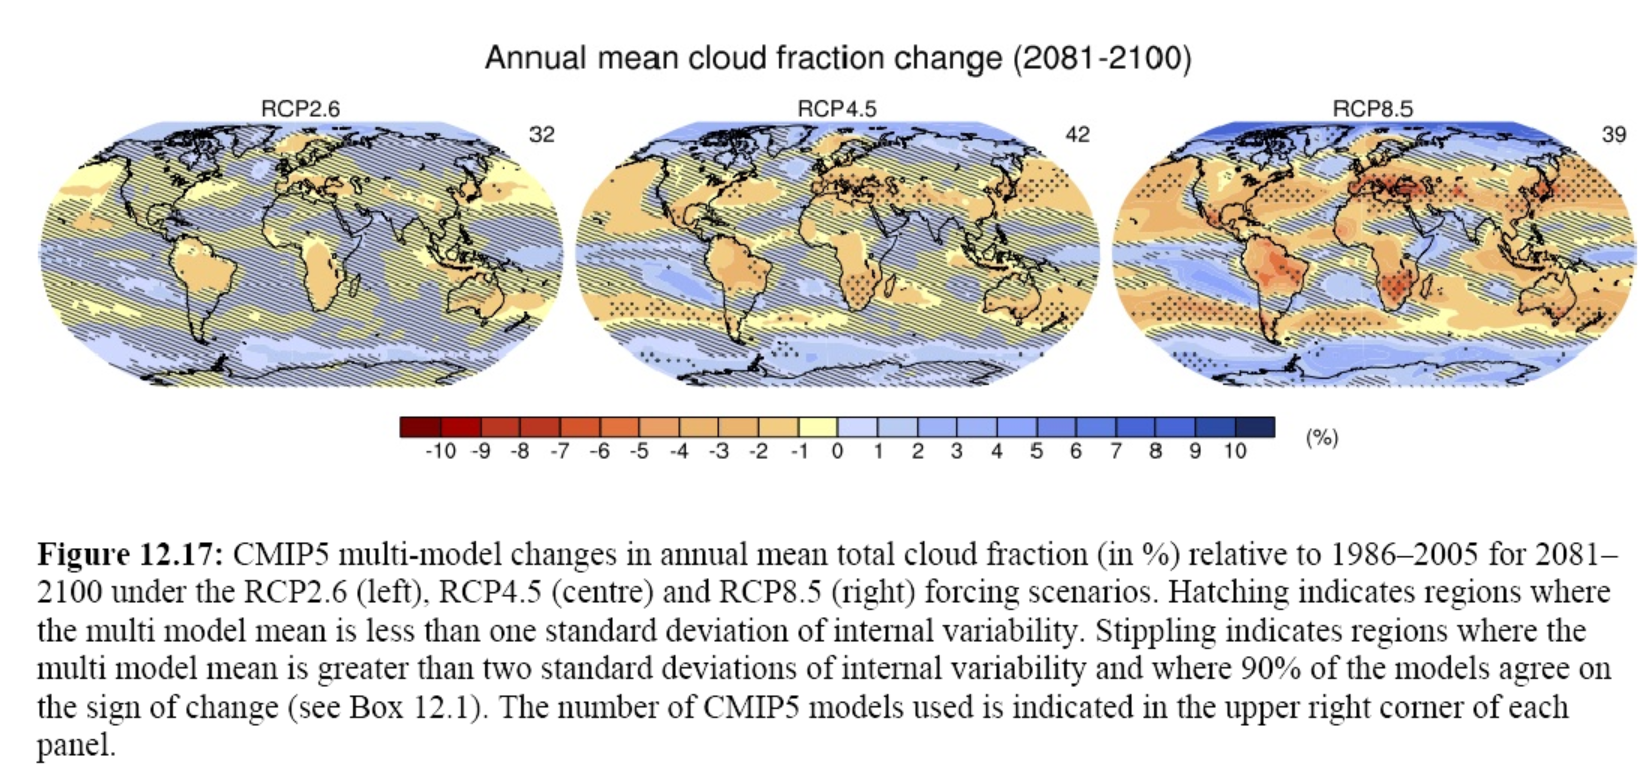 Annual mean cloud fraction change (2081-2100)
RCP2.6 RCP4.5 RCP8.5
32 42 39
-10 -9 -8 -7 -6 -5 -4 -3 -2 -1 0 1 2 3 4 5 6 7 8 9 10 (%)
Figure 12.17: CMIP5 multi-model changes in annual mean total cloud fraction (in %) relative to 1986–2005 for 2081–
2100 under the RCP2.6 (left), RCP4.5 (centre) and RCP8.5 (right) forcing scenarios. Hatching indicates regions where
the multi model mean is less than one standard deviation of internal variability. Stippling indicates regions where the
multi model mean is greater than two standard deviations of internal variability and where 90% of the models agree on
the sign of change (see Box 12.1). The number of CMIP5 models used is indicated in the upper right corner of each
panel.